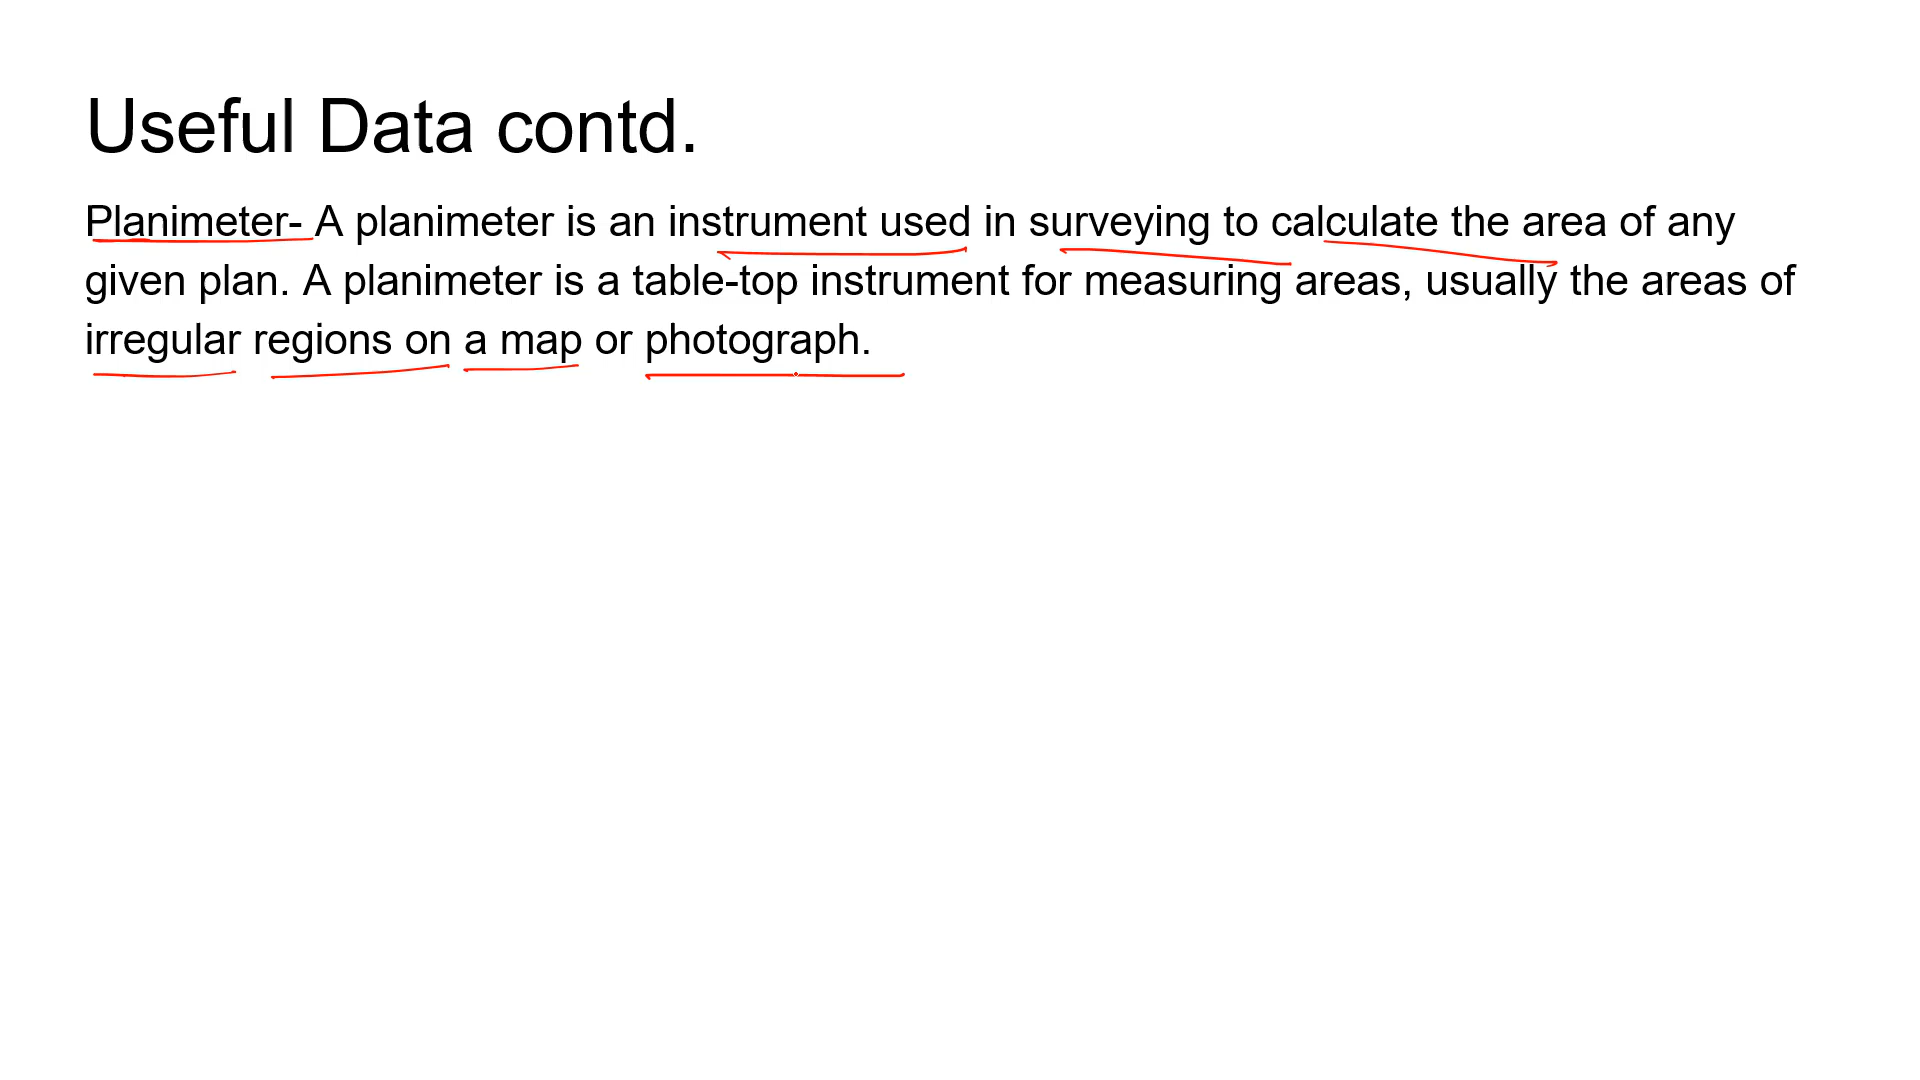 Useful Data contd.
Planimeter- A planimeter is an instrument used in surveying to calculate the area of any
given plan. A planimeter is a table-top instrument for measuring areas, usually the areas of
irregular regions on a map or photograph.